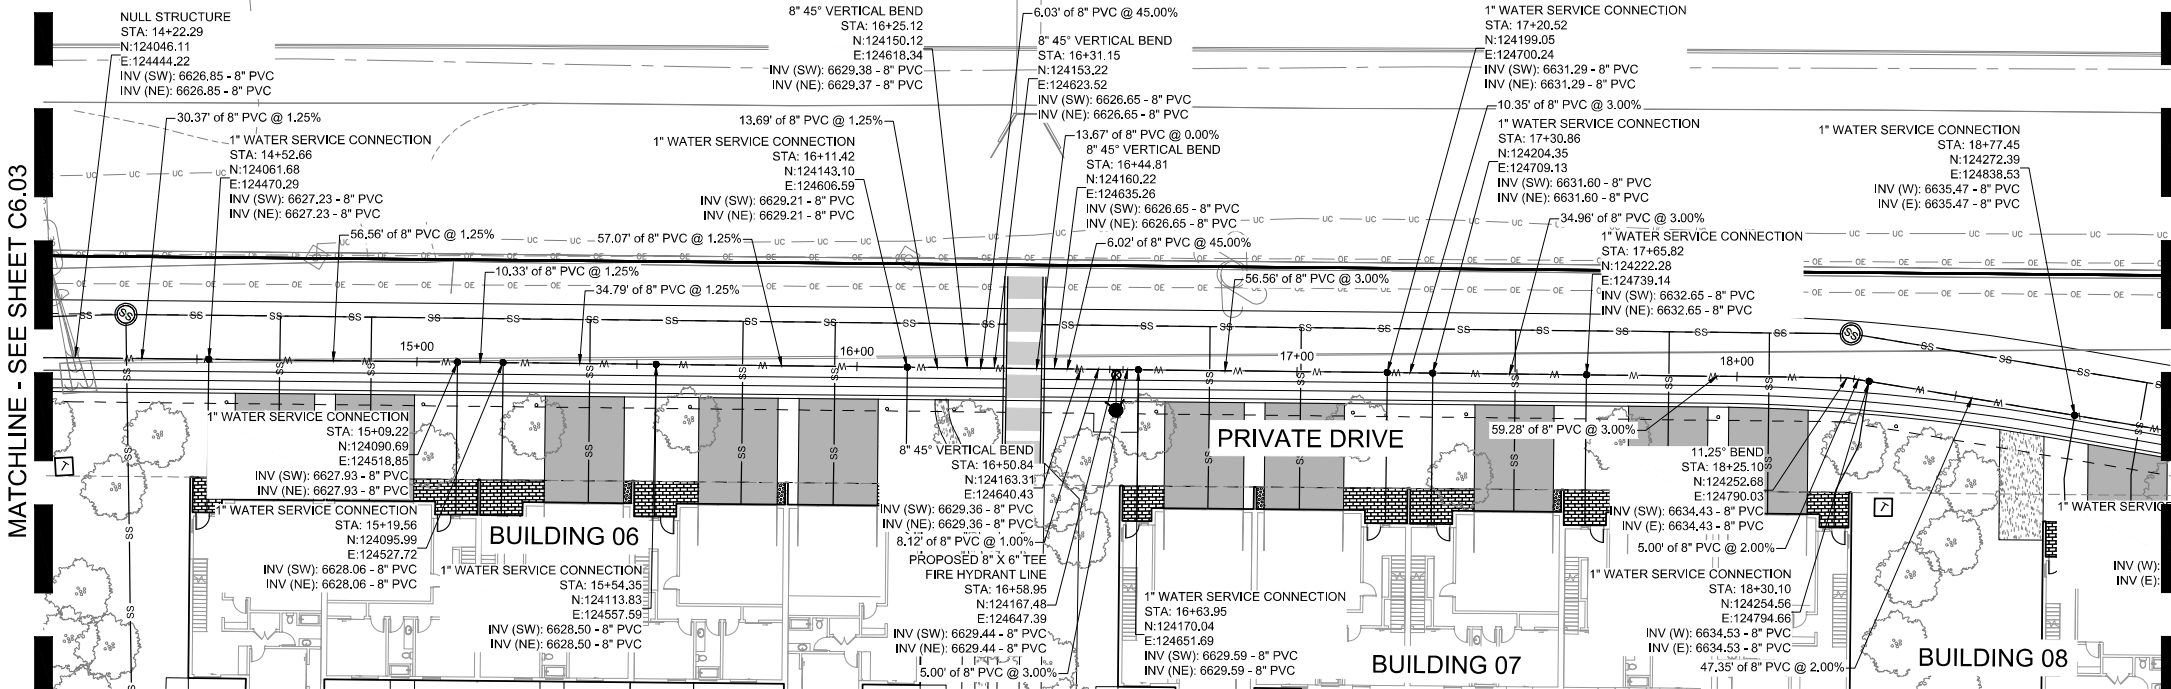 MATCHLINE - SEE SHEET C6.03
NULL STRUCTURE
STA: 14+22.29
N:124046.11
E:124444.22
INV (SW): 6626.85 - 8" PVC
INV (NE): 6626.85 - 8" PVC
30.37' of 8" PVC @ 1.25%
1" WATER SERVICE CONNECTION
STA: 14+52.66
N:124061.68
E:124470.29
INV (SW): 6627.23 - 8" PVC
INV (NE): 6627.23 - 8" PVC
56.56' of 8" PVC @ 1.25%
10.33' of 8" PVC @ 1.25%
34.79' of 8" PVC @ 1.25%
57.07' of 8" PVC @ 1.25%
8" 45° VERTICAL BEND
STA: 16+25.12
N:124150.12
E:124618.34
INV (SW): 6629.38 - 8" PVC
INV (NE): 6629.37 - 8" PVC
13.69' of 8" PVC @ 1.25%
1" WATER SERVICE CONNECTION
STA: 16+11.42
N:124143.10
E:124606.59
INV (SW): 6629.21 - 8" PVC
INV (NE): 6629.21 - 8" PVC
6.03' of 8" PVC @ 45.00%
8" 45° VERTICAL BEND
STA: 16+31.15
N:124153.22
E:124623.52
INV (SW): 6626.65 - 8" PVC
INV (NE): 6626.65 - 8" PVC
13.67' of 8" PVC @ 0.00%
8" 45° VERTICAL BEND
STA: 16+44.81
N:124160.22
E:124635.26
INV (SW): 6626.65 - 8" PVC
INV (NE): 6626.65 - 8" PVC
6.02' of 8" PVC @ 45.00%
56.56' of 8" PVC @ 3.00%
1" WATER SERVICE CONNECTION
STA: 17+20.52
N:124199.05
E:124700.24
INV (SW): 6631.29 - 8" PVC
INV (NE): 6631.29 - 8" PVC
10.35' of 8" PVC @ 3.00%
1" WATER SERVICE CONNECTION
STA: 17+30.86
N:124204.35
E:124709.13
INV (SW): 6631.60 - 8" PVC
INV (NE): 6631.60 - 8" PVC
34.96' of 8" PVC @ 3.00%
1" WATER SERVICE CONNECTION
STA: 17+65.82
N:124222.28
E:124739.14
INV (SW): 6632.65 - 8" PVC
INV (NE): 6632.65 - 8" PVC
1" WATER SERVICE CONNECTION
STA: 18+77.45
N:124272.39
E:124838.53
INV (W): 6635.47 - 8" PVC
INV (E): 6635.47 - 8" PVC
15+00
16+00
17+00
18+00
1" WATER SERVICE CONNECTION
STA: 15+09.22
N:124090.69
E:124518.85
INV (SW): 6627.93 - 8" PVC
INV (NE): 6627.93 - 8" PVC
1" WATER SERVICE CONNECTION
STA: 15+19.56
N:124095.99
E:124527.72
INV (SW): 6628.06 - 8" PVC
INV (NE): 6628.06 - 8" PVC
BUILDING 06
1" WATER SERVICE CONNECTION
STA: 15+54.35
N:124113.83
E:124557.59
INV (SW): 6628.50 - 8" PVC
INV (NE): 6628.50 - 8" PVC
8" 45° VERTICAL BEND
STA: 16+50.84
N:124163.31
E:124640.43
INV (SW): 6629.36 - 8" PVC
INV (NE): 6629.36 - 8" PVC
8.12' of 8" PVC @ 1.00%
PROPOSED 8" X 6" TEE
FIRE HYDRANT LINE
STA: 16+58.95
N:124167.48
E:124647.39
INV (SW): 6629.44 - 8" PVC
INV (NE): 6629.44 - 8" PVC
5.00' of 8" PVC @ 3.00%
PRIVATE DRIVE
1" WATER SERVICE CONNECTION
STA: 16+63.95
N:124170.04
E:124651.69
INV (SW): 6629.59 - 8" PVC
INV (NE): 6629.59 - 8" PVC
BUILDING 07
59.28' of 8" PVC @ 3.00%
11.25° BEND
STA: 18+25.10
N:124252.68
E:124790.03
INV (SW): 6634.43 - 8" PVC
INV (E): 6634.43 - 8" PVC
5.00' of 8" PVC @ 2.00%
1" WATER SERVICE CONNECTION
STA: 18+30.10
N:124254.56
E:124794.66
INV (W): 6634.53 - 8" PVC
INV (E): 6634.53 - 8" PVC
47.35' of 8" PVC @ 2.00%
BUILDING 08
1" WATER SERVICE
INV (W):
INV (E):